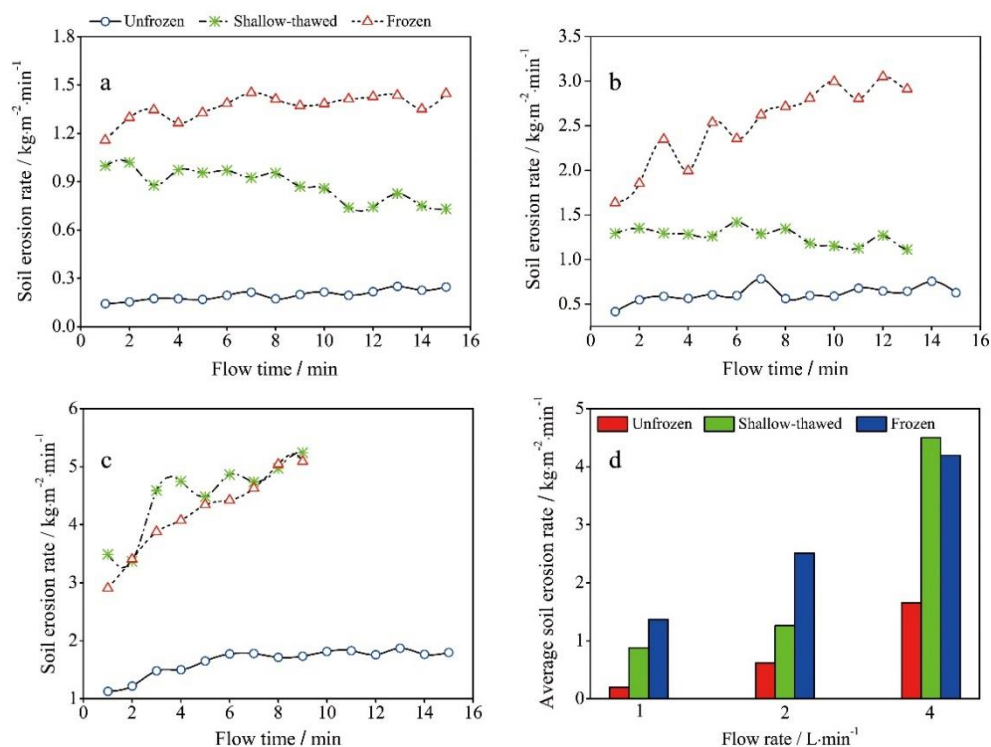 Unfrozen Shallow-thawed Frozen
a
1.8
1.5
1.2
0.9
0.6
0.3
0.0
Soil erosion rate / kg·m⁻²·min⁻¹
0 2 4 6 8 10 12 14 16
Flow time / min
b
3.5
3.0
2.5
2.0
1.5
1.0
0.5
Soil erosion rate / kg·m⁻²·min⁻¹
0 2 4 6 8 10 12 14 16
Flow time / min
c
6
5
4
3
2
1
Soil erosion rate / kg·m⁻²·min⁻¹
0 2 4 6 8 10 12 14 16
Flow time / min
Unfrozen Shallow-thawed Frozen
d
5
4
3
2
1
0
Average soil erosion rate / kg·m⁻²·min⁻¹
1 2 4
Flow rate / L·min⁻¹